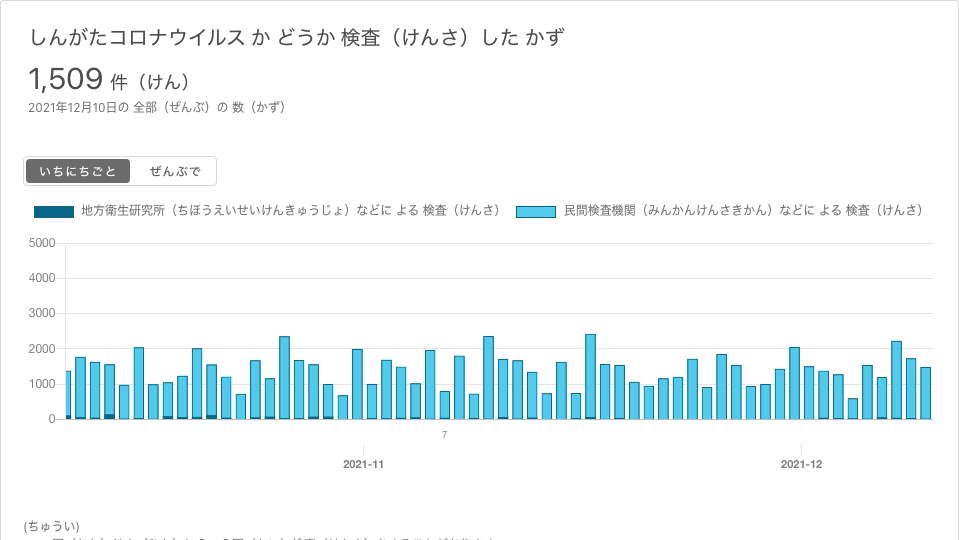 しんがたコロナウイルス か どうか 検査（けんさ）した かず
1,509 件（けん）
2021年12月10日の 全部（ぜんぶ）の 数（かず）
いちにちごと ぜんぶで
地方衛生研究所（ちほうえいせいけんきゅうじょ）などに よる 検査（けんさ） 民間検査機関（みんかんけんさきかん）などに よる 検査（けんさ）
5000
4000
3000
2000
1000
0
7
2021-11 2021-12
(ちゅうい)